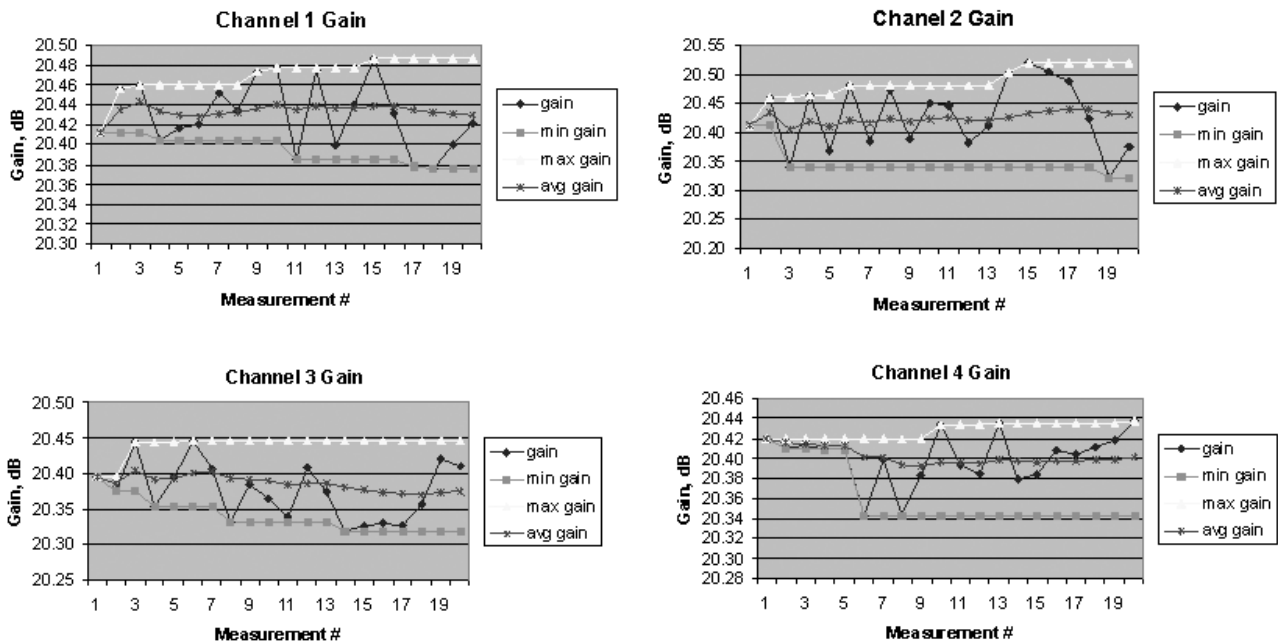 Channel 1 Gain
20.50
20.48
20.46
20.44
20.42
20.40
20.38
20.36
20.34
20.32
20.30
Gain, dB
1 3 5 7 9 11 13 15 17 19
Measurement #
gain
min gain
max gain
avg gain
Chanel 2 Gain
20.55
20.50
20.45
20.40
20.35
20.30
20.25
20.20
Gain, dB
1 3 5 7 9 11 13 15 17 19
Measurement #
gain
min gain
max gain
avg gain
Channel 3 Gain
20.50
20.45
20.40
20.35
20.30
20.25
Gain, dB
1 3 5 7 9 11 13 15 17 19
Measurement #
gain
min gain
max gain
avg gain
Channel 4 Gain
20.46
20.44
20.42
20.40
20.38
20.36
20.34
20.32
20.30
20.28
Gain, dB
1 3 5 7 9 11 13 15 17 19
Measurement #
gain
min gain
max gain
avg gain